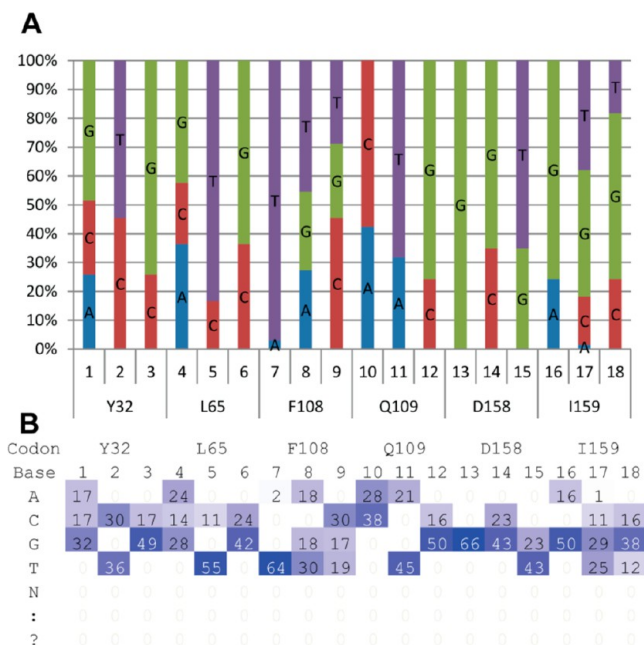 A
100%
90% T
T
80% G T T
G T C
70% G G T T
G G
60% T G
G T G
50% G
C G G
40% C
30% C A
C C C G
20% A A A
10% A C C
0% A C A
1 2 3 4 5 6 7 8 9 10 11 12 13 14 15 16 17 18
Y32 L65 F108 Q109 D158 I159
B
Codon Y32 L65 F108 Q109 D158 I159
Base 1 2 3 4 5 6 7 8 9 10 11 12 13 14 15 16 17 18
A 17 0 0 24 0 0 2 18 0 28 21 0 0 0 0 16 1 0
C 17 30 17 14 11 24 0 0 30 38 0 16 0 23 0 0 11 16
G 32 0 49 28 0 42 0 18 17 0 0 50 66 43 23 50 29 38
T 0 36 0 0 55 0 64 30 19 0 45 0 0 0 43 0 25 12
N 0 0 0 0 0 0 0 0 0 0 0 0 0 0 0 0 0 0
: 0 0 0 0 0 0 0 0 0 0 0 0 0 0 0 0 0 0
? 0 0 0 0 0 0 0 0 0 0 0 0 0 0 0 0 0 0